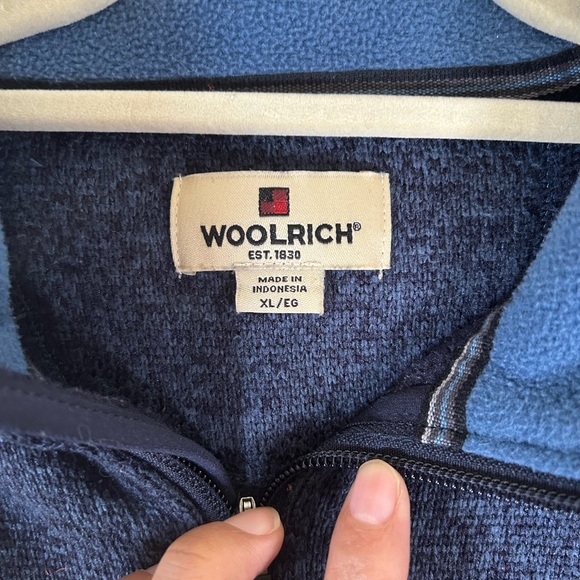 WOOLRICH®
EST. 1830
MADE IN
INDONESIA
XL/EG